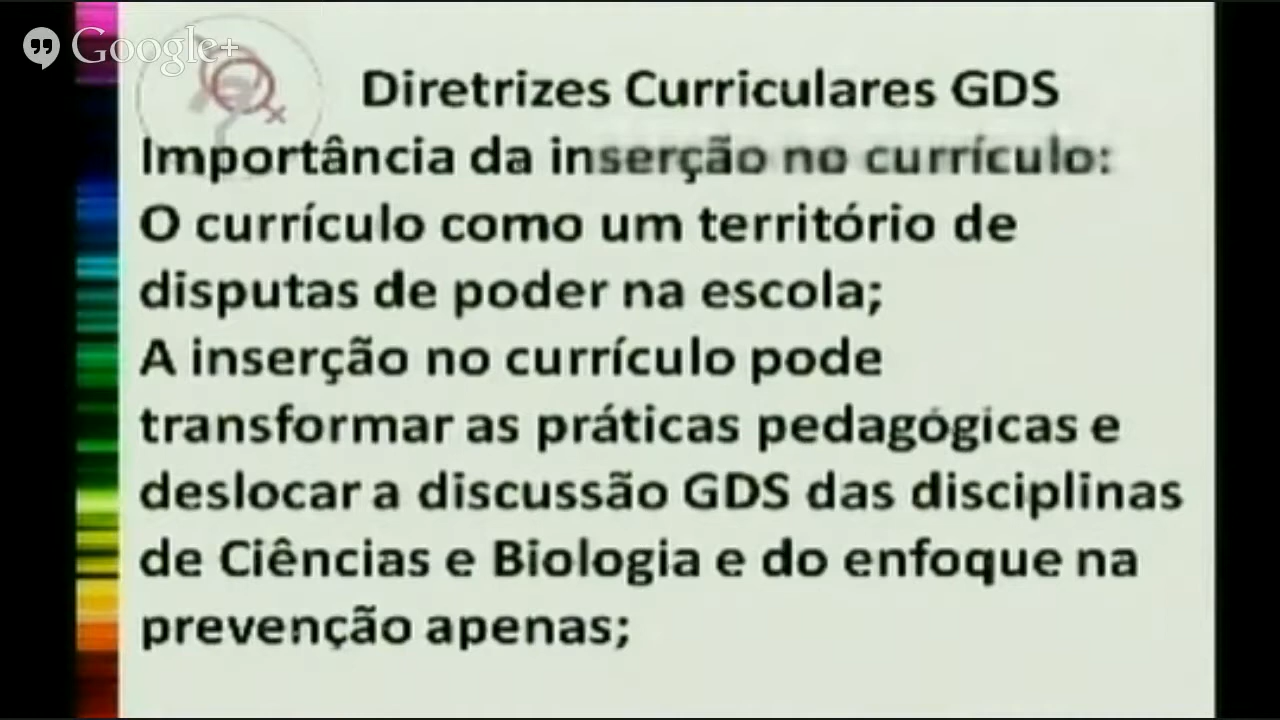 Google+
Diretrizes Curriculares GDS
Importância da inserção no currículo:
O currículo como um território de
disputas de poder na escola;
A inserção no currículo pode
transformar as práticas pedagógicas e
deslocar a discussão GDS das disciplinas
de Ciências e Biologia e do enfoque na
prevenção apenas;